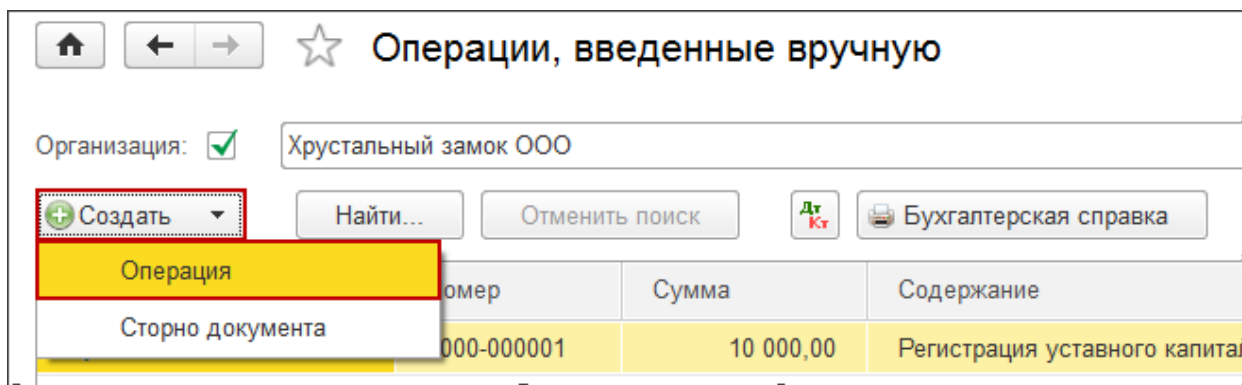 Операции, введенные вручную
Организация: Хрустальный замок ООО
Создать Найти... Отменить поиск Дт Кт Бухгалтерская справка
Операция омер Сумма Содержание
Сторно документа
000-000001 10 000,00 Регистрация уставного капитал